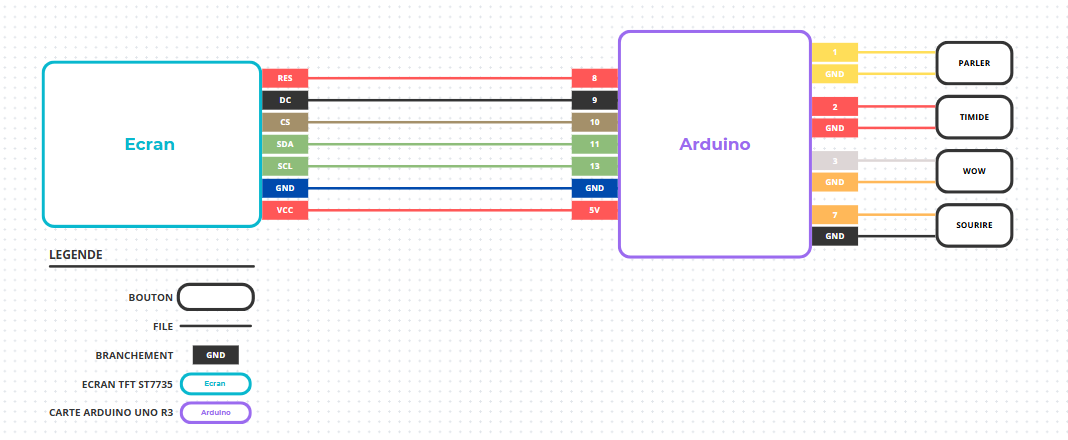 Ecran
RES
DC
CS
SDA
SCL
GND
VCC
8
9
10
11
13
GND
5V
Arduino
1
GND
2
GND
3
GND
7
GND
PARLER
TIMIDE
WOW
SOURIRE
LEGENDE
BOUTON
FILE
BRANCHEMENT GND
ECRAN TFT ST7735 Ecran
CARTE ARDUINO UNO R3 Arduino